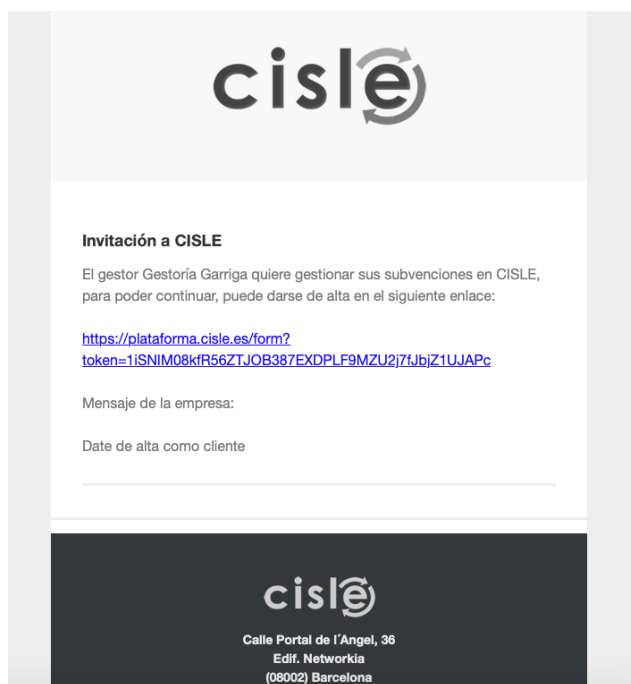 cisle
Invitación a CISLE
El gestor Gestoría Garriga quiere gestionar sus subvenciones en CISLE,
para poder continuar, puede darse de alta en el siguiente enlace:
https://plataforma.cisle.es/form?
token=1iSNIM08kfR56ZTJOB387EXDPLF9MZU2j7fJbjZ1UJAPc
Mensaje de la empresa:
Date de alta como cliente
cisle
Calle Portal de l´Angel, 36
Edif. Networkia
(08002) Barcelona